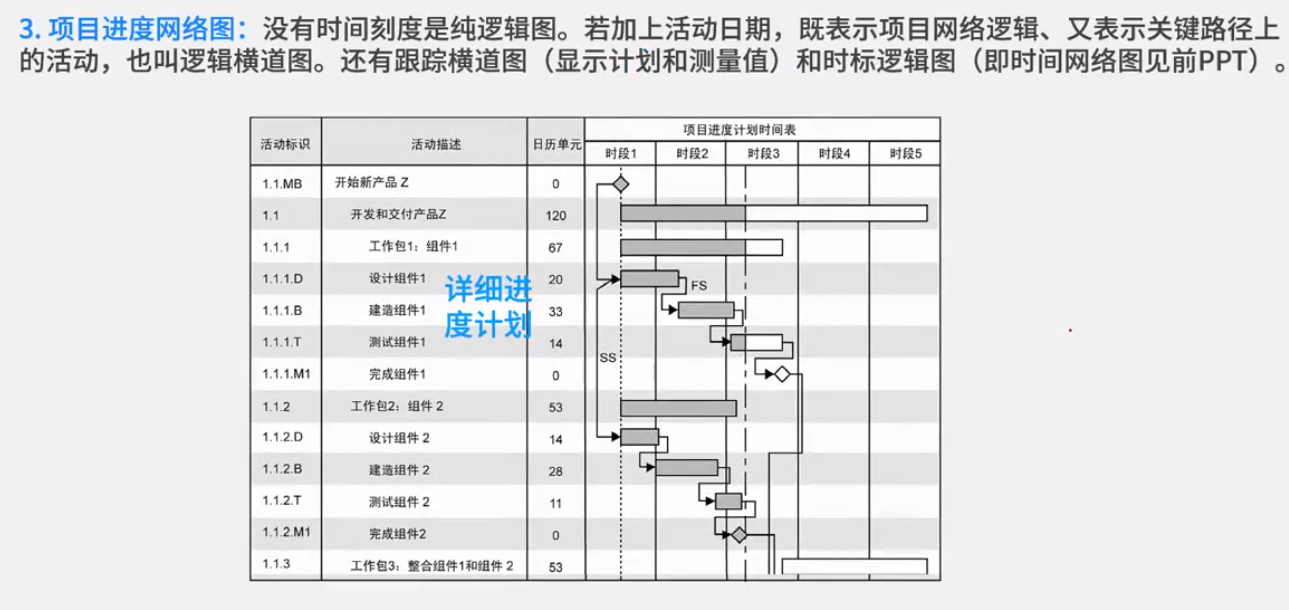 3. 项目进度网络图：没有时间刻度是纯逻辑图。若加上活动日期，既表示项目网络逻辑、又表示关键路径上
的活动，也叫逻辑横道图。还有跟踪横道图（显示计划和测量值）和时标逻辑图（即时间网络图见前PPT）。
活动标识 活动描述 日历单元 项目进度计划时间表
时段1 时段2 时段3 时段4 时段5
1.1.MB 开始新产品 Z 0
1.1 开发和交付产品Z 120
1.1.1 工作包1：组件1 67
1.1.1.D 设计组件1 20
FS
1.1.1.B 建造组件1 33
详细进
度计划
1.1.1.T 测试组件1 14
SS
1.1.1.M1 完成组件1 0
1.1.2 工作包2：组件 2 53
1.1.2.D 设计组件 2 14
1.1.2.B 建造组件 2 28
1.1.2.T 测试组件 2 11
1.1.2.M1 完成组件2 0
1.1.3 工作包3：整合组件1和组件 2 53